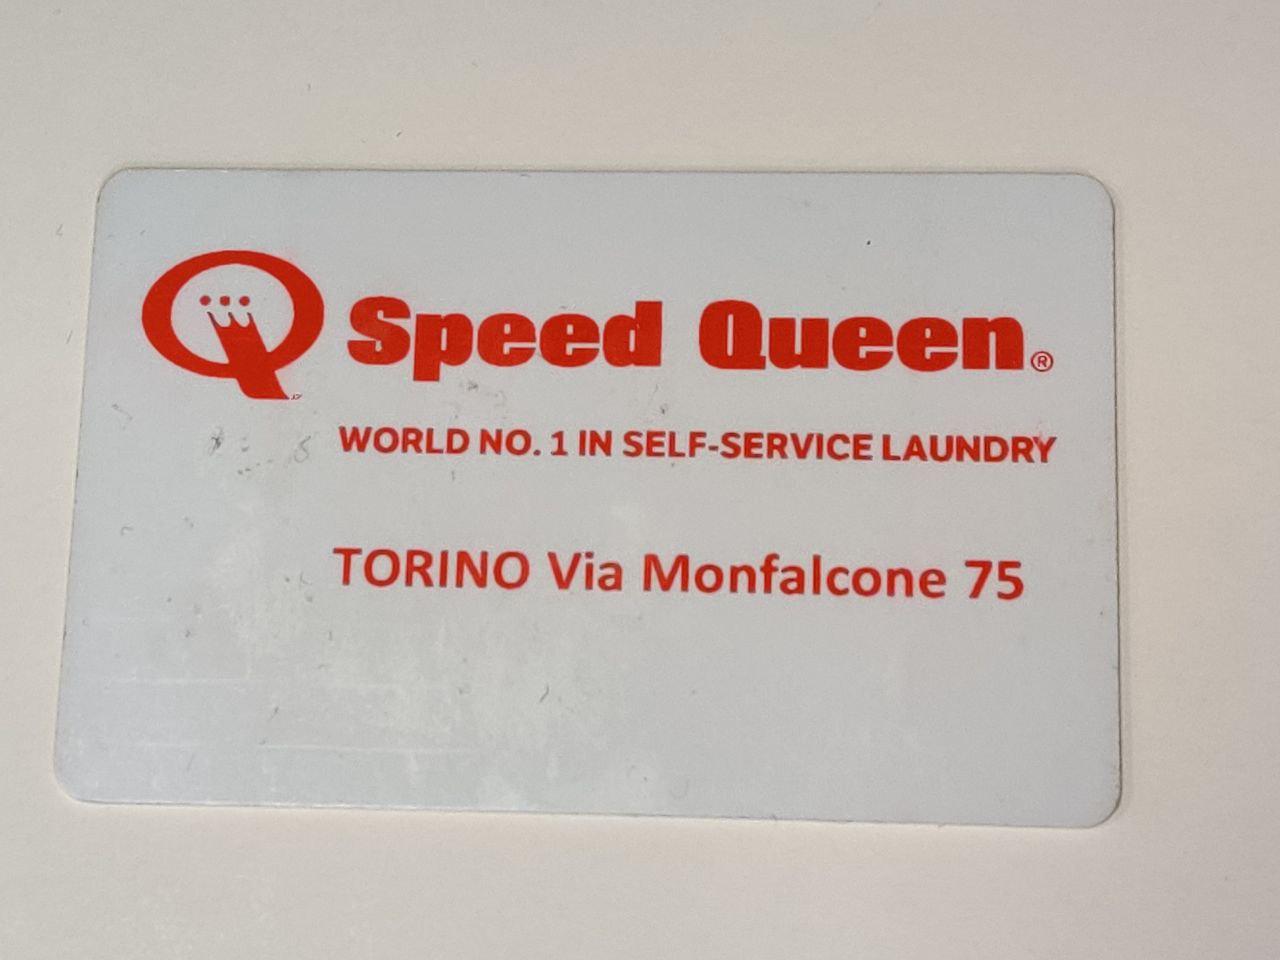 Speed Queen®
WORLD NO. 1 IN SELF-SERVICE LAUNDRY
TORINO Via Monfalcone 75